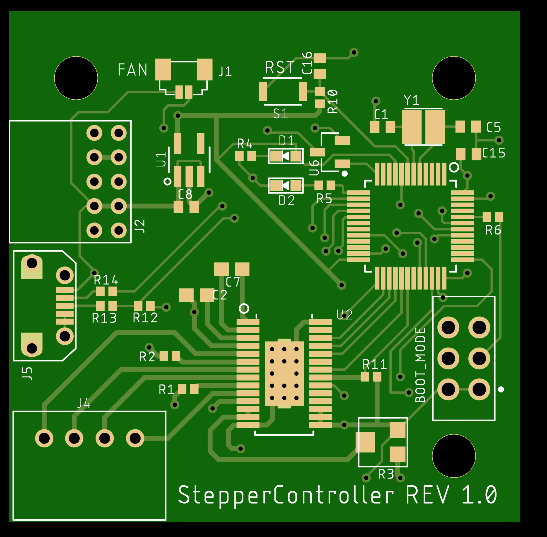 FAN
J1
RST
C16
S1
R10
Y1
C1
C5
C15
U1
R4
D1
U6
D2
R5
C8
J2
R6
C7
C2
R14
R13
R12
J5
U2
R2
R1
R11
BOOT_MODE
J4
R3
StepperController REV 1.0